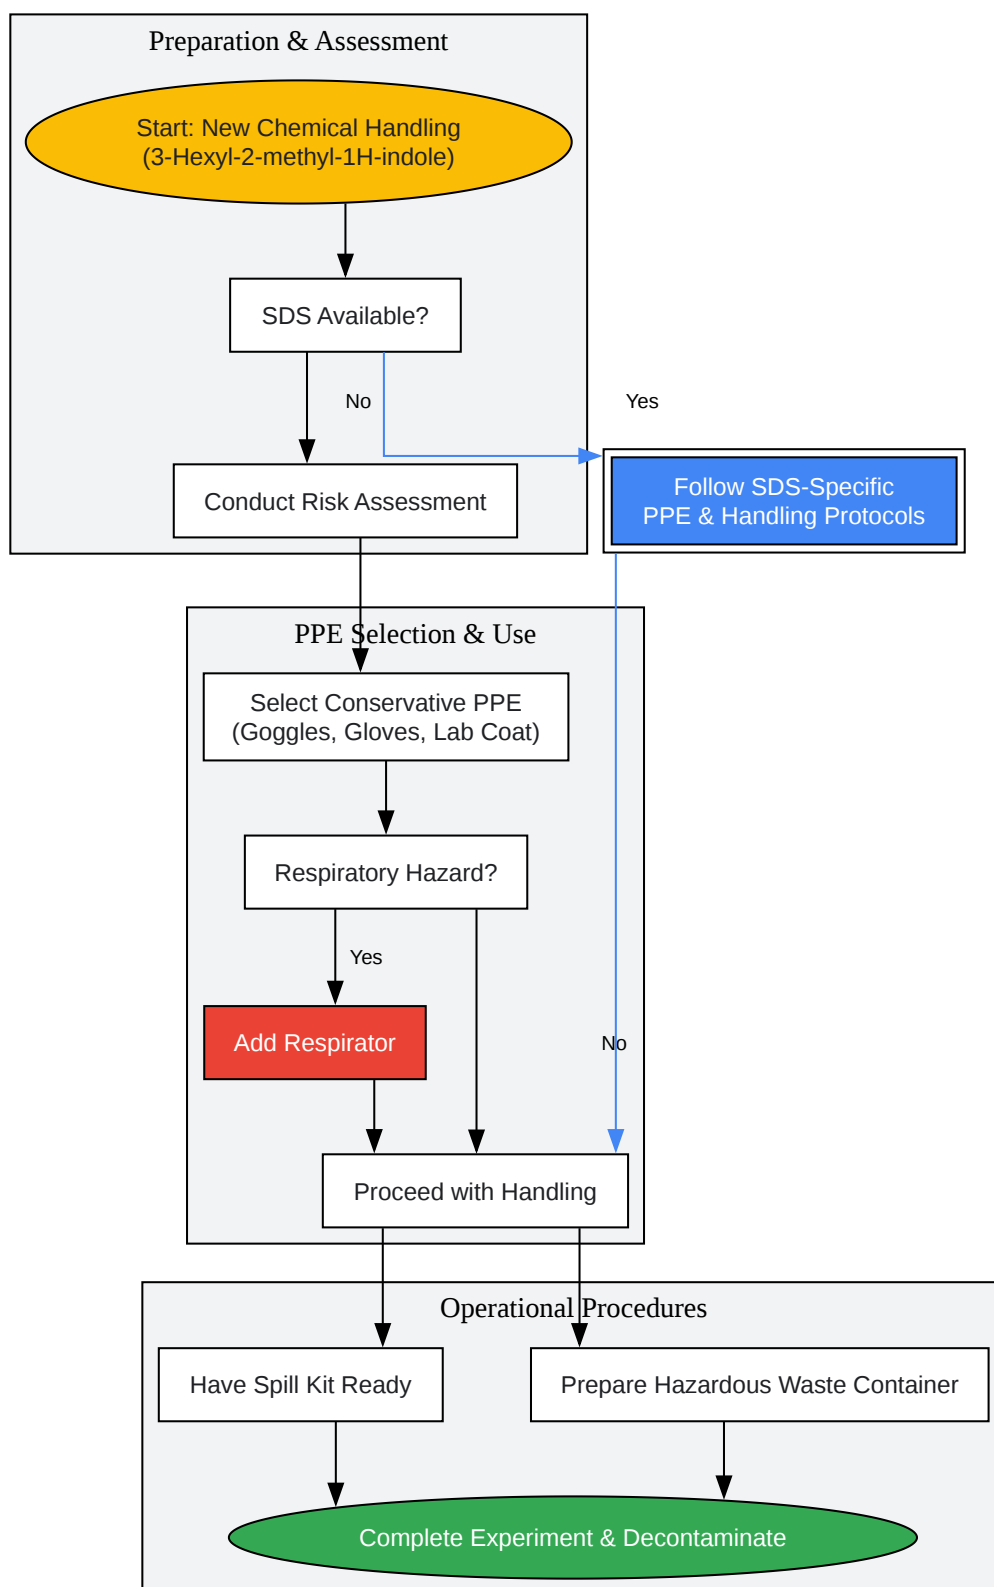 Preparation & Assessment
Start: New Chemical Handling
(3-Hexyl-2-methyl-1H-indole)
SDS Available?
No
Yes
Conduct Risk Assessment
Follow SDS-Specific
PPE & Handling Protocols
PPE Selection & Use
Select Conservative PPE
(Goggles, Gloves, Lab Coat)
Respiratory Hazard?
Yes
Add Respirator
No
Proceed with Handling
Operational Procedures
Have Spill Kit Ready
Prepare Hazardous Waste Container
Complete Experiment & Decontaminate